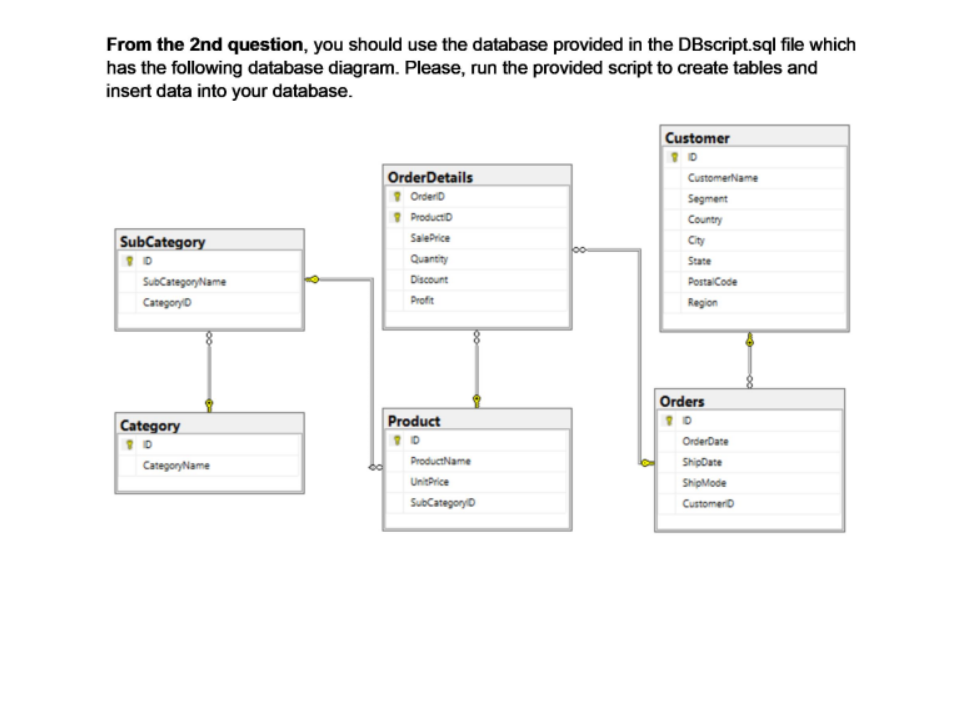 From the 2nd question, you should use the database provided in the DBscript.sql file which
has the following database diagram. Please, run the provided script to create tables and
insert data into your database.
Customer
ID
CustomerName
Segment
Country
City
State
PostalCode
Region
OrderDetails
OrderID
ProductID
SalePrice
Quantity
Discount
Profit
SubCategory
ID
SubCategoryName
CategoryID
Category
ID
CategoryName
Product
ID
ProductName
UnitPrice
SubCategoryID
Orders
ID
OrderDate
ShipDate
ShipMode
CustomerID